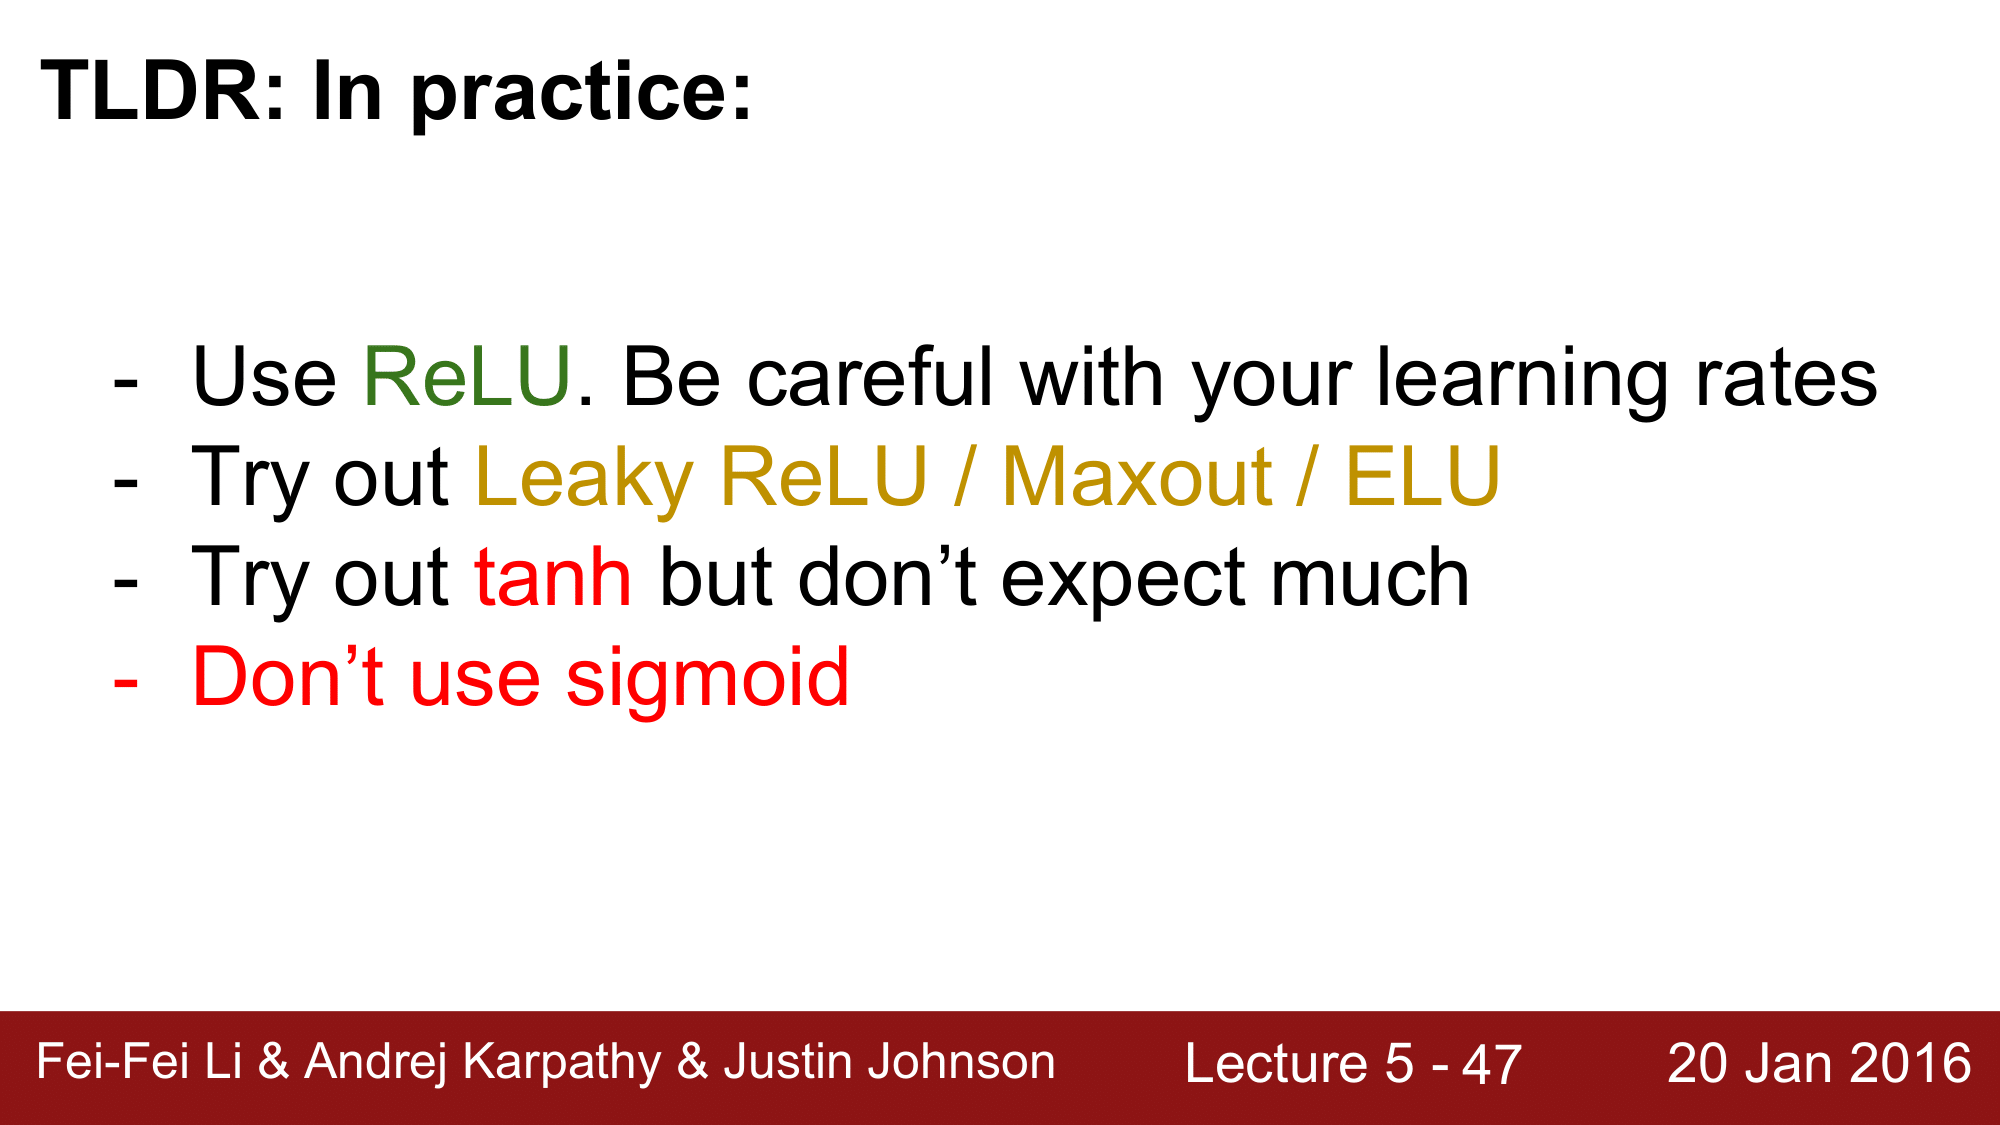 TLDR: In practice:
- Use ReLU. Be careful with your learning rates
- Try out Leaky ReLU / Maxout / ELU
- Try out tanh but don’t expect much
- Don’t use sigmoid
Fei-Fei Li & Andrej Karpathy & Justin Johnson Lecture 5 - 47 20 Jan 2016